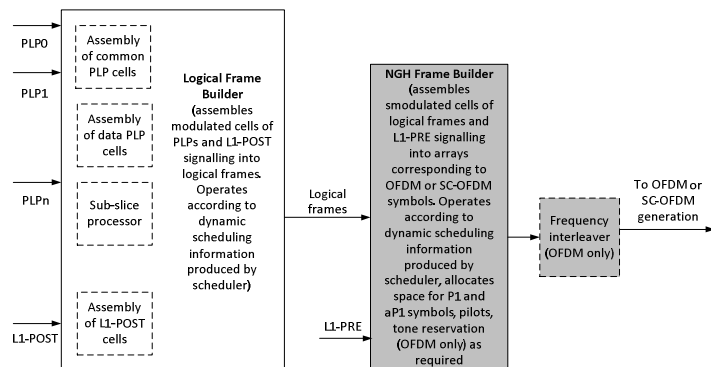 PLP0
PLP1
PLPn
L1-POST
Assembly
of common
PLP cells
Assembly
of data PLP
cells
Sub-slice
processor
Assembly
of L1-POST
cells
Logical Frame
Builder
(assembles
modulated cells of
PLPs and L1-POST
signalling into
logical frames.
Operates
according to
dynamic
scheduling
information
produced by
scheduler)
Logical
frames
L1-PRE
NGH Frame Builder
(assembles
smodulated cells of
logical frames and
L1-PRE signalling
into arrays
corresponding to
OFDM or SC-OFDM
symbols. Operates
according to
dynamic scheduling
information
produced by
scheduler, allocates
space for P1 and
aP1 symbols, pilots,
tone reservation
(OFDM only) as
required
Frequency
interleaver
(OFDM only)
To OFDM or
SC-OFDM
generation